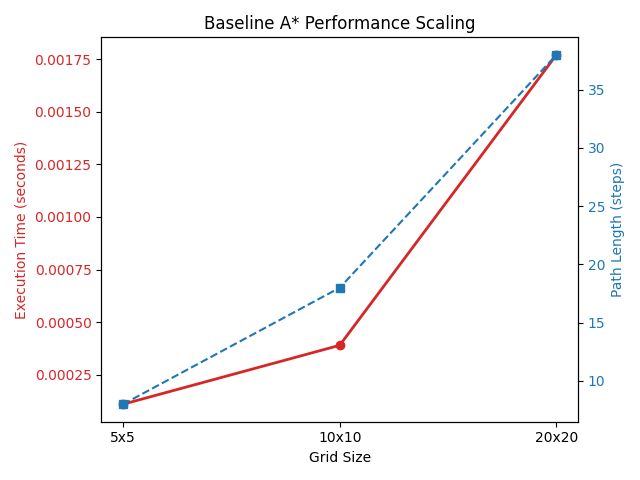 Baseline A* Performance Scaling
Execution Time (seconds)
0.00175
0.00150
0.00125
0.00100
0.00075
0.00050
0.00025
35
30
25
20
15
10
Path Length (steps)
5x5 10x10 20x20
Grid Size